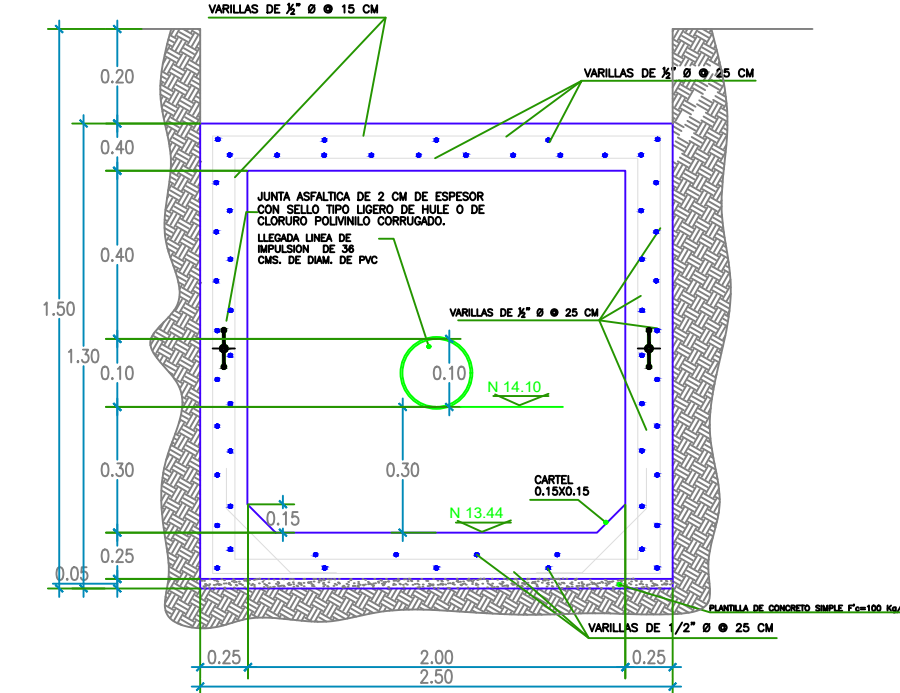 VARILLAS DE ½" Ø @ 15 CM
VARILLAS DE ½" Ø @ 25 CM
0.20
0.40
JUNTA ASFALTICA DE 2 CM DE ESPESOR
CON SELLO TIPO LIGERO DE HULE O DE
CLORURO POLIVINILO CORRUGADO.
LLEGADA LINEA DE
IMPULSION DE 36
CMS. DE DIAM. DE PVC
0.40
1.50
VARILLAS DE ½" Ø @ 25 CM
1.30
0.10
0.10
N 14.10
0.30
0.30
CARTEL
0.15X0.15
0.15
N 13.44
0.25
0.05
PLANTILLA DE CONCRETO SIMPLE F'c=100 Kg/
VARILLAS DE 1/2" Ø @ 25 CM
0.25
2.00
0.25
2.50